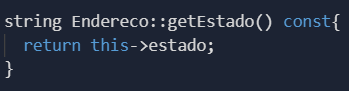 string Endereco::getEstado() const{
  return this->estado;
}